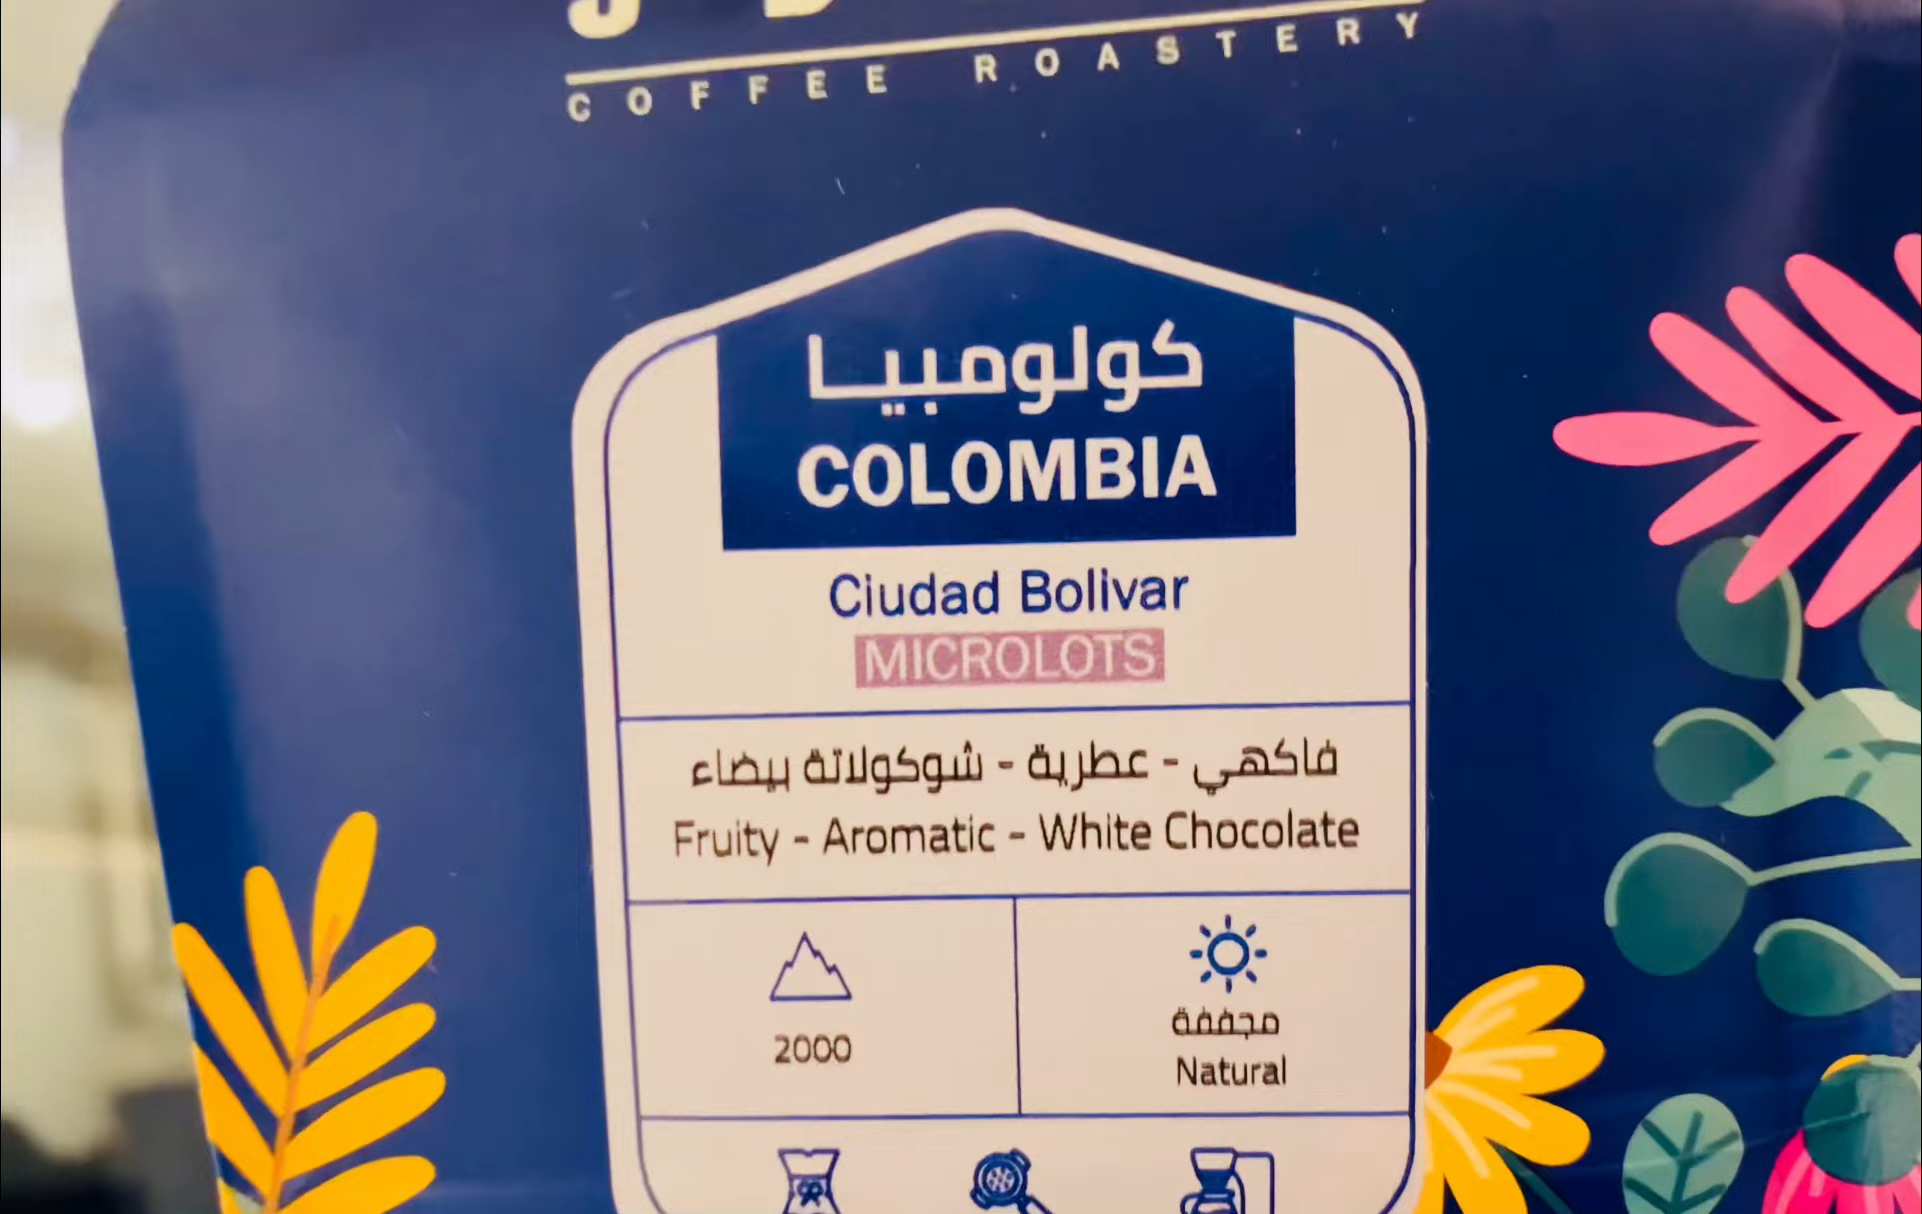 COFFEE ROASTERY
كولومبيا
COLOMBIA
Ciudad Bolivar
MICROLOTS
فاكهي - عطرية - شوكولاتة بيضاء
Fruity - Aromatic - White Chocolate
2000
مجففة
Natural